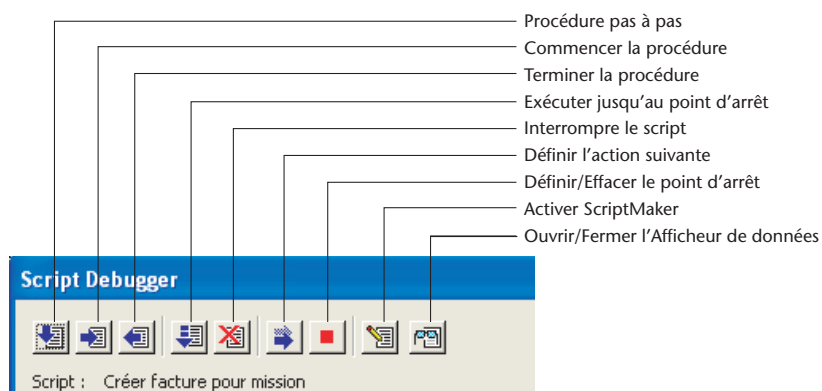 Procédure pas à pas
Commencer la procédure
Terminer la procédure
Exécuter jusqu’au point d’arrêt
Interrompre le script
Définir l’action suivante
Définir/Effacer le point d’arrêt
Activer ScriptMaker
Ouvrir/Fermer l’Afficheur de données
Script Debugger
Script : Créer facture pour mission